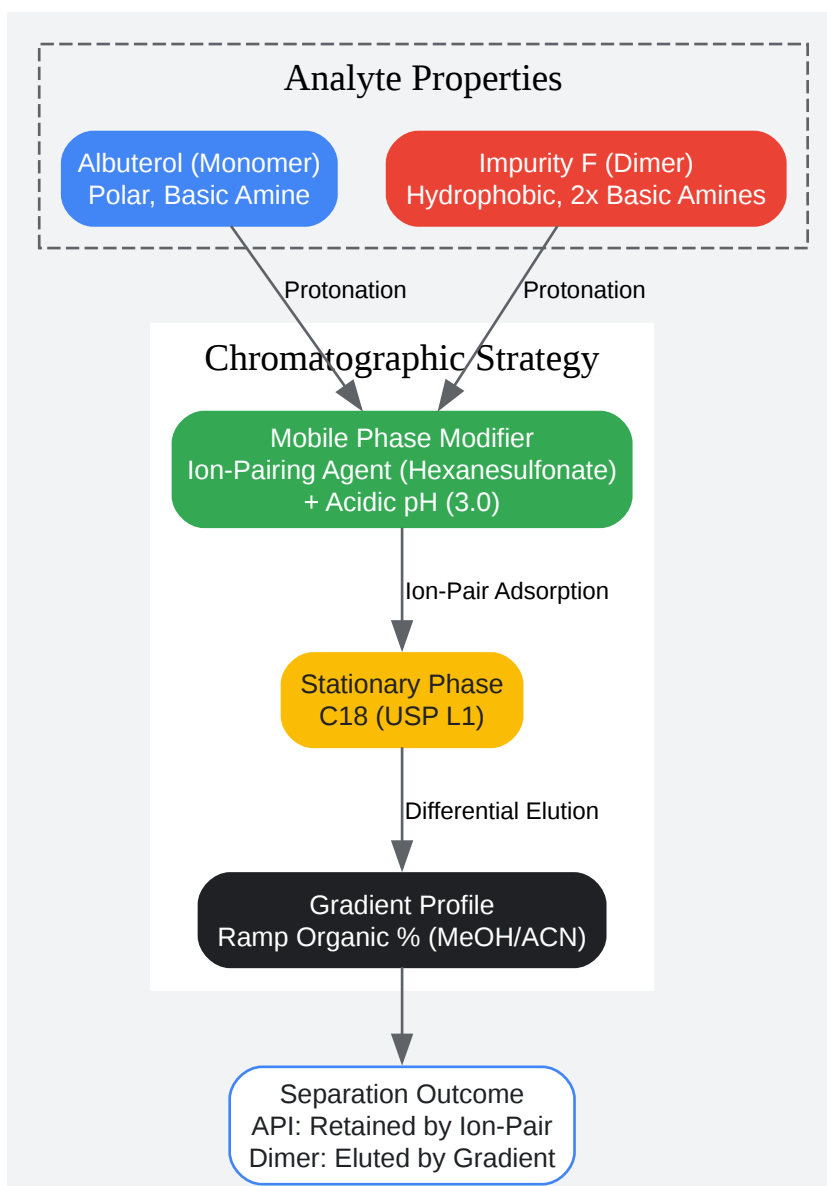 Analyte Properties
Albuterol (Monomer)
Polar, Basic Amine
Impurity F (Dimer)
Hydrophobic, 2x Basic Amines
Protonation
Protonation
Chromatographic Strategy
Mobile Phase Modifier
Ion-Pairing Agent (Hexanesulfonate)
+ Acidic pH (3.0)
Ion-Pair Adsorption
Stationary Phase
C18 (USP L1)
Differential Elution
Gradient Profile
Ramp Organic % (MeOH/ACN)
Separation Outcome
API: Retained by Ion-Pair
Dimer: Eluted by Gradient